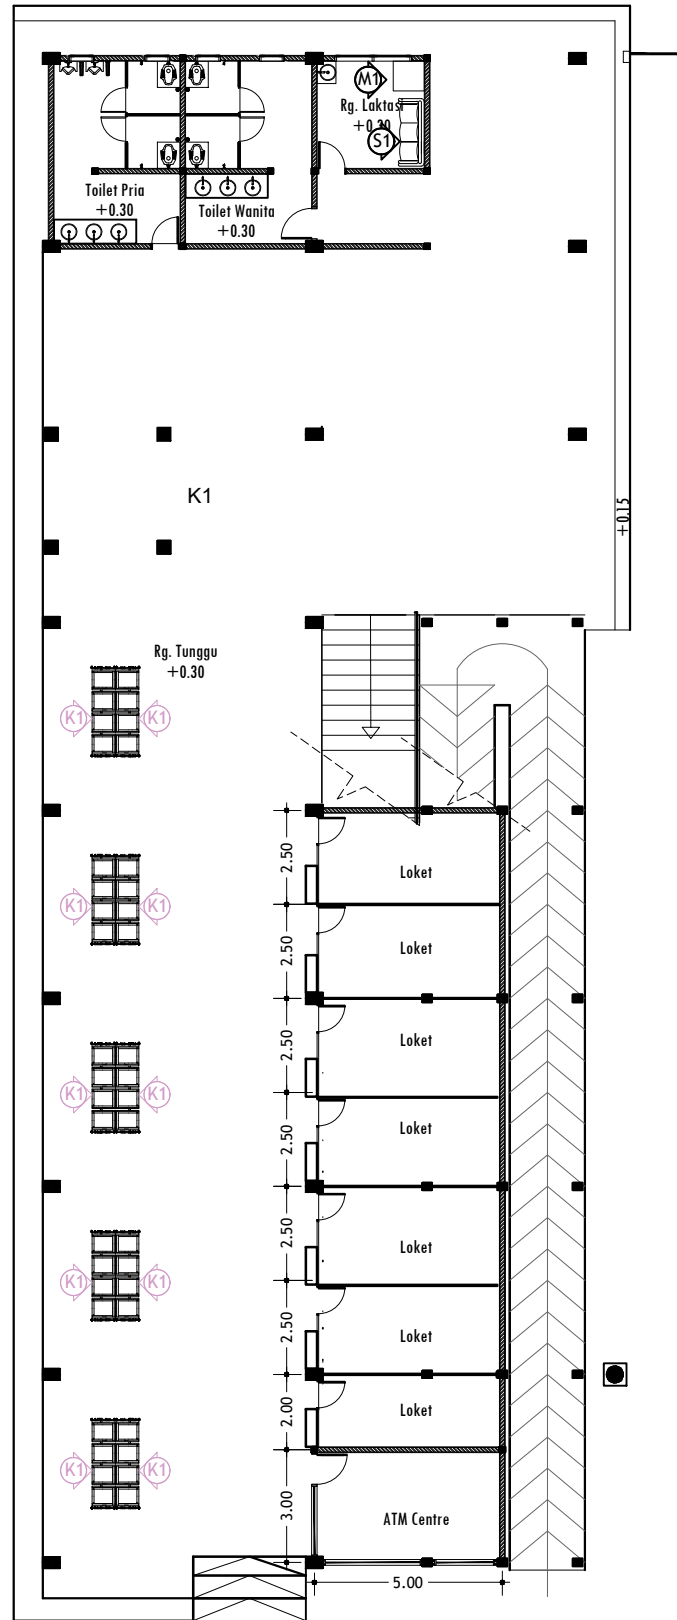 M1
Rg. Laktasi
+0.30
S1
Toilet Pria
+0.30
Toilet Wanita
+0.30
K1
+0.15
Rg. Tunggu
+0.30
K1 K1
2.50
Loket
K1 K1
2.50
Loket
2.50
Loket
K1 K1
2.50
Loket
2.50
Loket
K1 K1
2.50
Loket
2.00
Loket
K1 K1
3.00
ATM Centre
5.00